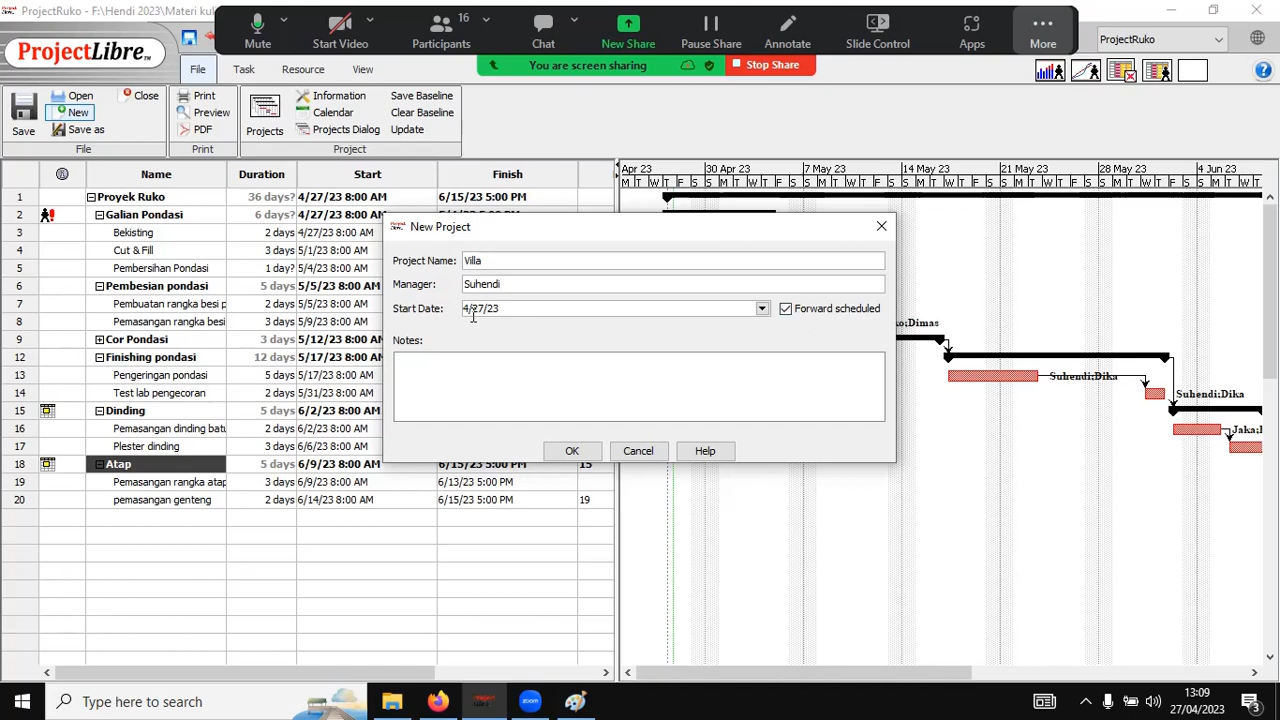 ProjectRuko - F:\Hendi 2023\Materi kul
Mute
Start Video
Participants
16
Chat
New Share
Pause Share
Annotate
Slide Control
Apps
More
ProjectRuko
You are screen sharing
Stop Share
ProjectLibre
File
Task
Resource
View
Save
Open
New
Save as
Close
File
Print
Preview
PDF
Print
Projects
Information
Calendar
Projects Dialog
Save Baseline
Clear Baseline
Update
Project
Name
Duration
Start
Finish
Apr 23
30 Apr 23
7 May 23
14 May 23
21 May 23
28 May 23
4 Jun 23
M T W T F S S M T W T F S S M T W T F S S M T W T F S S M T W T F S S M T W T F S S M T W T
1 Proyek Ruko 36 days? 4/27/23 8:00 AM 6/15/23 5:00 PM
2 Galian Pondasi 6 days? 4/27/23 8:00 AM
3 Bekisting 2 days 4/27/23 8:00 AM
4 Cut & Fill 3 days 5/1/23 8:00 AM
5 Pembersihan Pondasi 1 day? 5/4/23 8:00 AM
6 Pembesian pondasi 5 days 5/5/23 8:00 AM
7 Pembuatan rangka besi p 2 days 5/5/23 8:00 AM
8 Pemasangan rangka besi 3 days 5/9/23 8:00 AM
9 Cor Pondasi 3 days 5/12/23 8:00 AM
12 Finishing pondasi 12 days 5/17/23 8:00 AM
13 Pengeringan pondasi 5 days 5/17/23 8:00 AM
14 Test lab pengecoran 2 days 5/31/23 8:00 AM
15 Dinding 5 days 6/2/23 8:00 AM
16 Pemasangan dinding batu 2 days 6/2/23 8:00 AM
17 Plester dinding 3 days 6/6/23 8:00 AM
18 Atap 5 days 6/9/23 8:00 AM 6/15/23 5:00 PM 15
19 Pemasangan rangka atap 3 days 6/9/23 8:00 AM 6/13/23 5:00 PM
20 pemasangan genteng 2 days 6/14/23 8:00 AM 6/15/23 5:00 PM 19
New Project
Project Name: Villa
Manager: Suhendi
Start Date: 4/27/23
Forward scheduled
Notes:
OK
Cancel
Help
ko;Dimas
Suhendi;Dika
Suhendi;Dika
Jaka;
Type here to search
13:09
27/04/2023
3